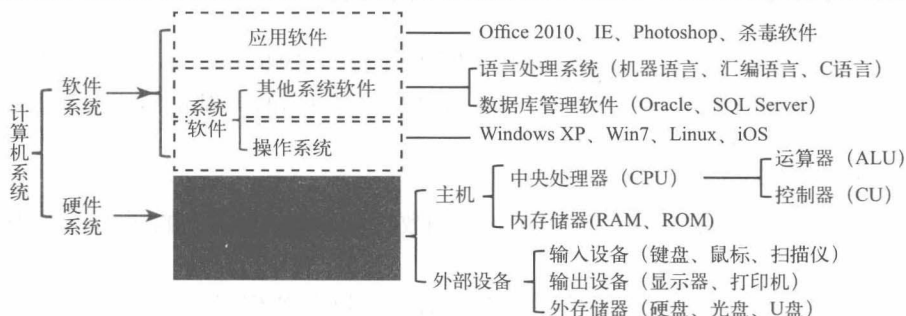 计算机系统
软件系统
应用软件
Office 2010、IE、Photoshop、杀毒软件
系统软件
其他系统软件
语言处理系统（机器语言、汇编语言、C语言）
数据库管理软件（Oracle、SQL Server）
操作系统
Windows XP、Win7、Linux、iOS
硬件系统
主机
中央处理器（CPU）
运算器（ALU）
控制器（CU）
内存储器(RAM、ROM)
外部设备
输入设备（键盘、鼠标、扫描仪）
输出设备（显示器、打印机）
外存储器（硬盘、光盘、U盘）